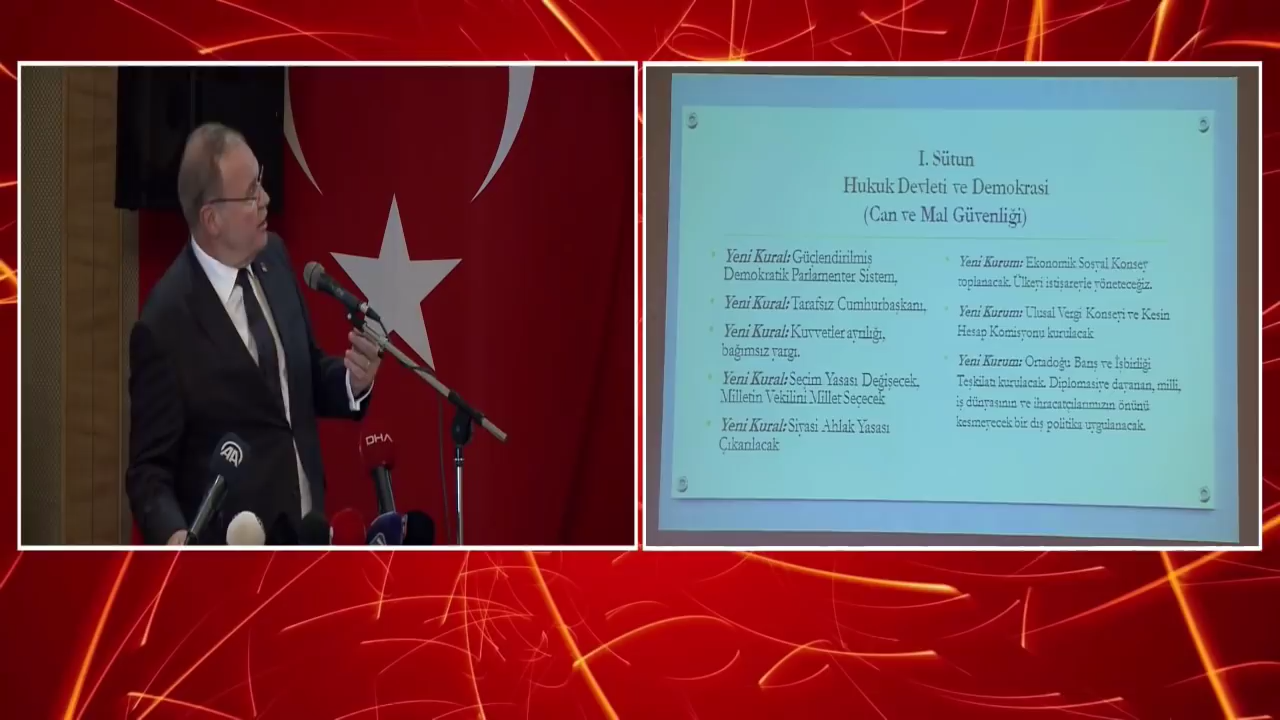 AA
DHA
I. Sütun
Hukuk Devleti ve Demokrasi
(Can ve Mal Güvenliği)
Yeni Kural: Güçlendirilmiş
Demokratik Parlamenter Sistem,
Yeni Kural: Tarafsız Cumhurbaşkanı,
Yeni Kural: Kuvvetler ayrılığı,
bağımsız yargı.
Yeni Kural: Seçim Yasası Değişecek,
Milletin Vekilini Millet Seçecek
Yeni Kural: Siyasi Ahlak Yasası
Çıkarılacak
Yeni Kurum: Ekonomik Sosyal Konsey
toplanacak. Ülkeyi istişareyle yöneteceğiz.
Yeni Kurum: Ulusal Vergi Konseyi ve Kesin
Hesap Komisyonu kurulacak
Yeni Kurum: Ortadoğu Barış ve İşbirliği
Teşkilatı kurulacak. Diplomasiye dayanan, milli,
iş dünyasının ve ihracatçılarımızın önünü
kesmeyecek bir dış politika uygulanacak.